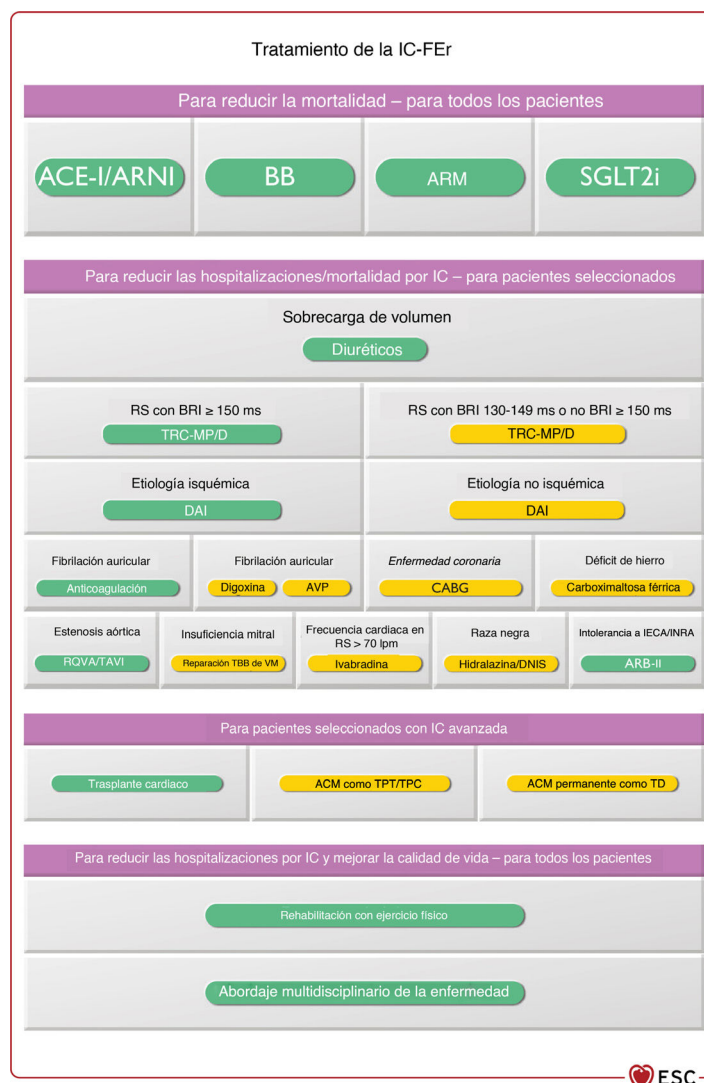 Tratamiento de la IC-FEr
Para reducir la mortalidad – para todos los pacientes
ACE-I/ARNI
BB
ARM
SGLT2i
Para reducir las hospitalizaciones/mortalidad por IC – para pacientes seleccionados
Sobrecarga de volumen
Diuréticos
RS con BRI ≥ 150 ms
TRC-MP/D
RS con BRI 130-149 ms o no BRI ≥ 150 ms
TRC-MP/D
Etiología isquémica
DAI
Etiología no isquémica
DAI
Fibrilación auricular
Anticoagulación
Fibrilación auricular
Digoxina
AVP
Enfermedad coronaria
CABG
Déficit de hierro
Carboximaltosa férrica
Estenosis aórtica
RQVA/TAVI
Insuficiencia mitral
Reparación TBB de VM
Frecuencia cardiaca en
RS > 70 lpm
Ivabradina
Raza negra
Hidralazina/DNIS
Intolerancia a IECA/INRA
ARB-II
Para pacientes seleccionados con IC avanzada
Trasplante cardiaco
ACM como TPT/TPC
ACM permanente como TD
Para reducir las hospitalizaciones por IC y mejorar la calidad de vida – para todos los pacientes
Rehabilitación con ejercicio físico
Abordaje multidisciplinario de la enfermedad
ESC